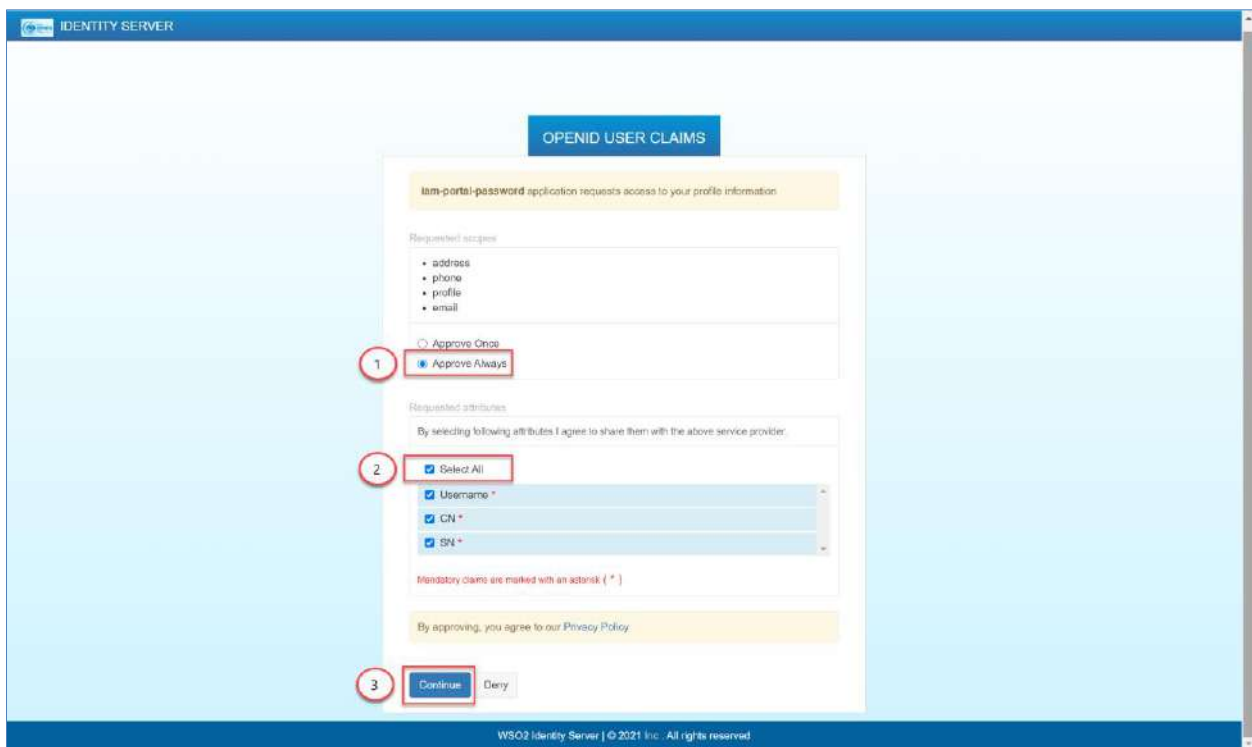 IDENTITY SERVER
OPENID USER CLAIMS
iam-portal-password application requests access to your profile information
Requested scopes
• address
• phone
• profile
• email
Approve Once
1
Approve Always
Requested attributes
By selecting following attributes I agree to share them with the above service provider.
2
Select All
Username *
CN *
SN *
Mandatory claims are marked with an asterisk ( * )
By approving, you agree to our Privacy Policy
3
Continue
Deny
WSO2 Identity Server | © 2021 Inc . All rights reserved